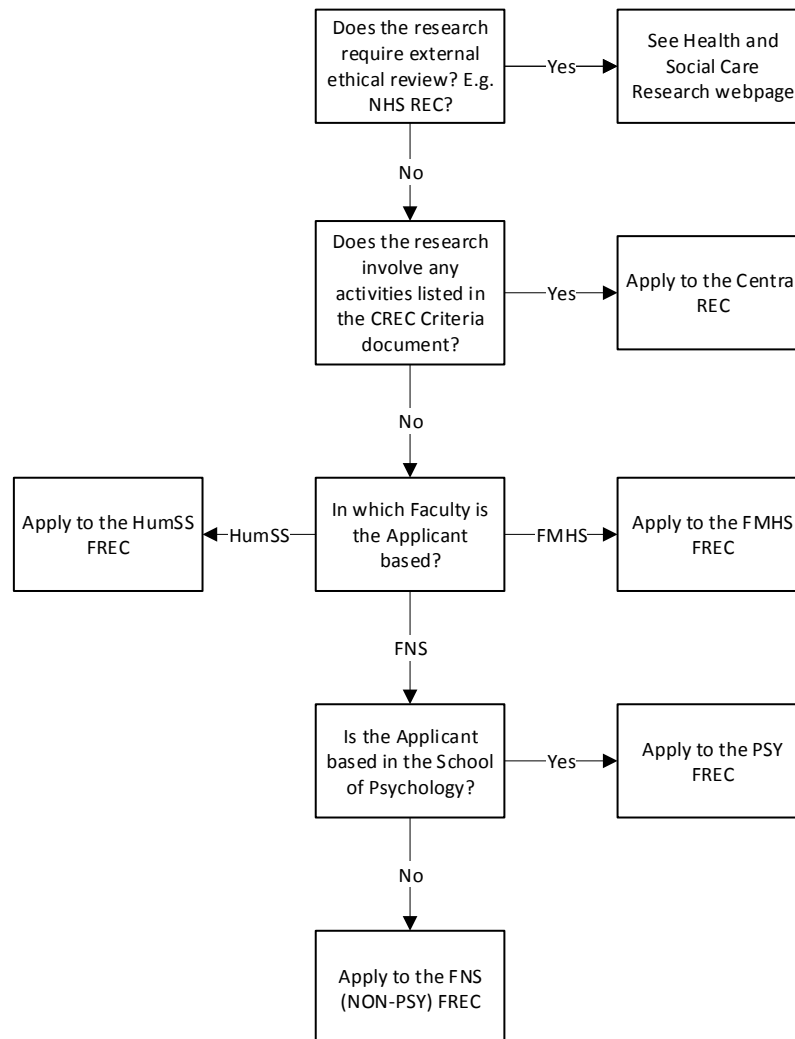 Does the research
require external
ethical review? E.g.
NHS REC?
Yes
See Health and
Social Care
Research webpage
No
Does the research
involve any
activities listed in
the CREC Criteria
document?
Yes
Apply to the Central
REC
No
Apply to the HumSS
FREC
HumSS
In which Faculty is
the Applicant
based?
FMHS
Apply to the FMHS
FREC
FNS
Is the Applicant
based in the School
of Psychology?
Yes
Apply to the PSY
FREC
No
Apply to the FNS
(NON-PSY) FREC